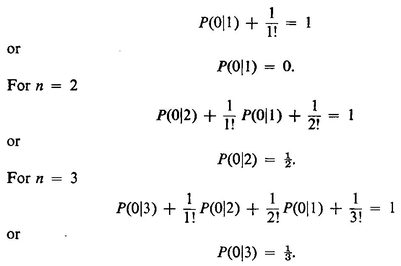 P(0|1) + 1/1! = 1
or
P(0|1) = 0.
For n = 2
P(0|2) + 1/1! P(0|1) + 1/2! = 1
or
P(0|2) = 1/2.
For n = 3
P(0|3) + 1/1! P(0|2) + 1/2! P(0|1) + 1/3! = 1
or
P(0|3) = 1/3.